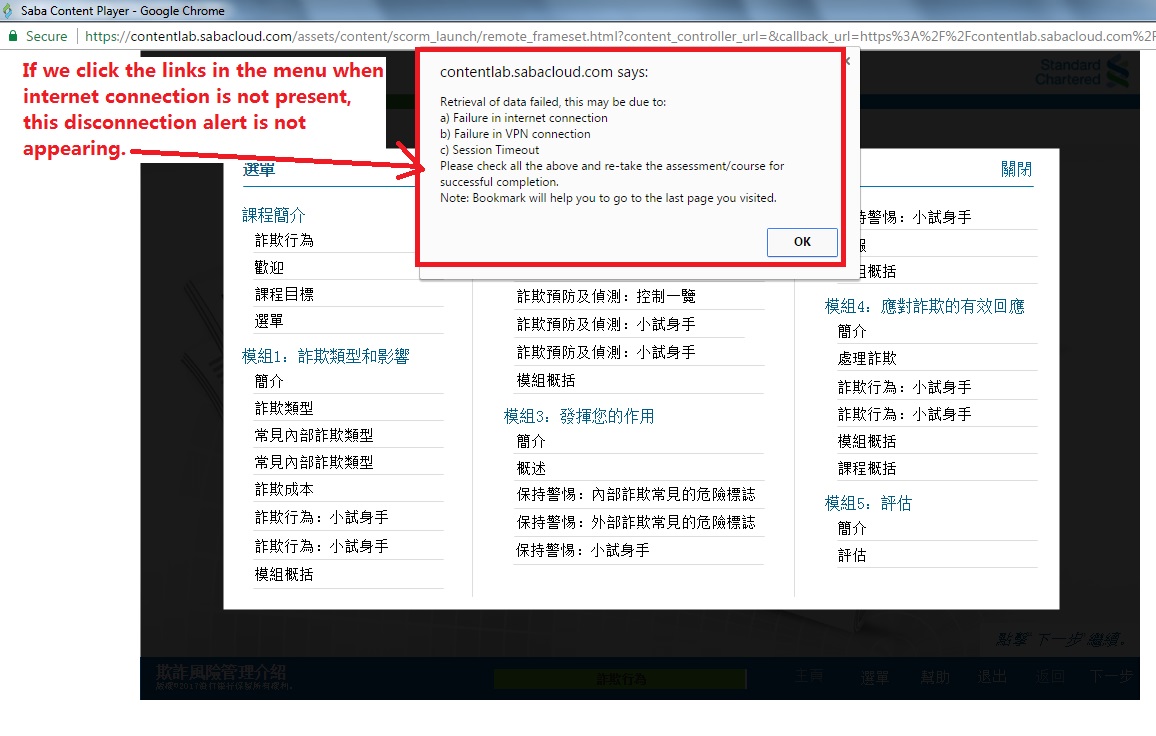 Saba Content Player - Google Chrome
Secure
https://contentlab.sabacloud.com/assets/content/scorm_launch/remote_frameset.html?content_controller_url=&callback_url=https%3A%2F%2Fcontentlab.sabacloud.com%2F
If we click the links in the menu when
internet connection is not present,
this disconnection alert is not
appearing.
Standard
Chartered
contentlab.sabacloud.com says:
Retrieval of data failed, this may be due to:
a) Failure in internet connection
b) Failure in VPN connection
c) Session Timeout
Please check all the above and re-take the assessment/course for
successful completion.
Note: Bookmark will help you to go to the last page you visited.
OK
選單
關閉
課程簡介
詐欺行為
歡迎
課程目標
選單
模組1：詐欺類型和影響
簡介
詐欺類型
常見內部詐欺類型
常見內部詐欺類型
詐欺成本
詐欺行為：小試身手
詐欺行為：小試身手
模組概括
詐欺預防及偵測：控制一覽
詐欺預防及偵測：小試身手
詐欺預防及偵測：小試身手
模組概括
模組3：發揮您的作用
簡介
概述
保持警惕：內部詐欺常見的危險標誌
保持警惕：外部詐欺常見的危險標誌
保持警惕：小試身手
持警惕：小試身手
組概括
模組4：應對詐欺的有效回應
簡介
處理詐欺
詐欺行為：小試身手
詐欺行為：小試身手
模組概括
課程概括
模組5：評估
簡介
評估
點擊"下一步"繼續。
欺詐風險管理介紹
詐欺行為
主頁
選單
幫助
退出
返回
下一步